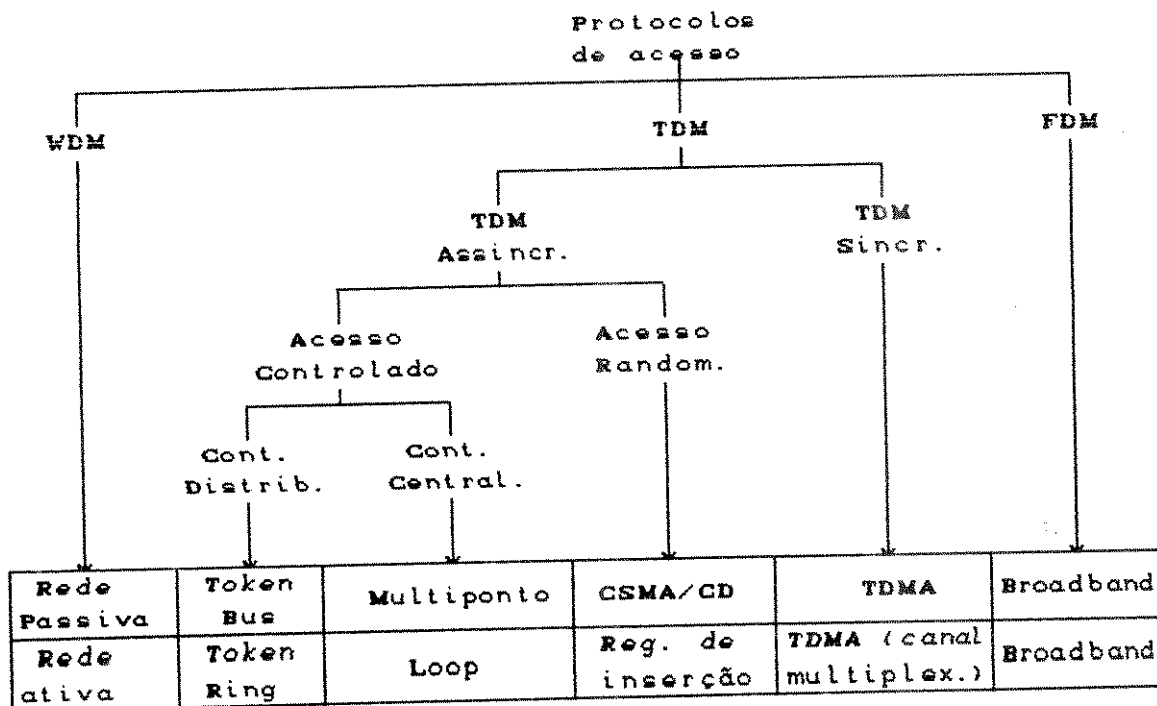 Protocolos
de acesso
WDM
TDM
FDM
TDM
Assincr.
TDM
Sincr.
Acesso
Controlado
Acesso
Random.
Cont.
Distrib.
Cont.
Central.
Rede
Passiva
Token
Bus
Multiponto
CSMA/CD
TDMA
Broadband
Rede
ativa
Token
Ring
Loop
Reg. de
inserção
TDMA (canal
multiplex.)
Broadband